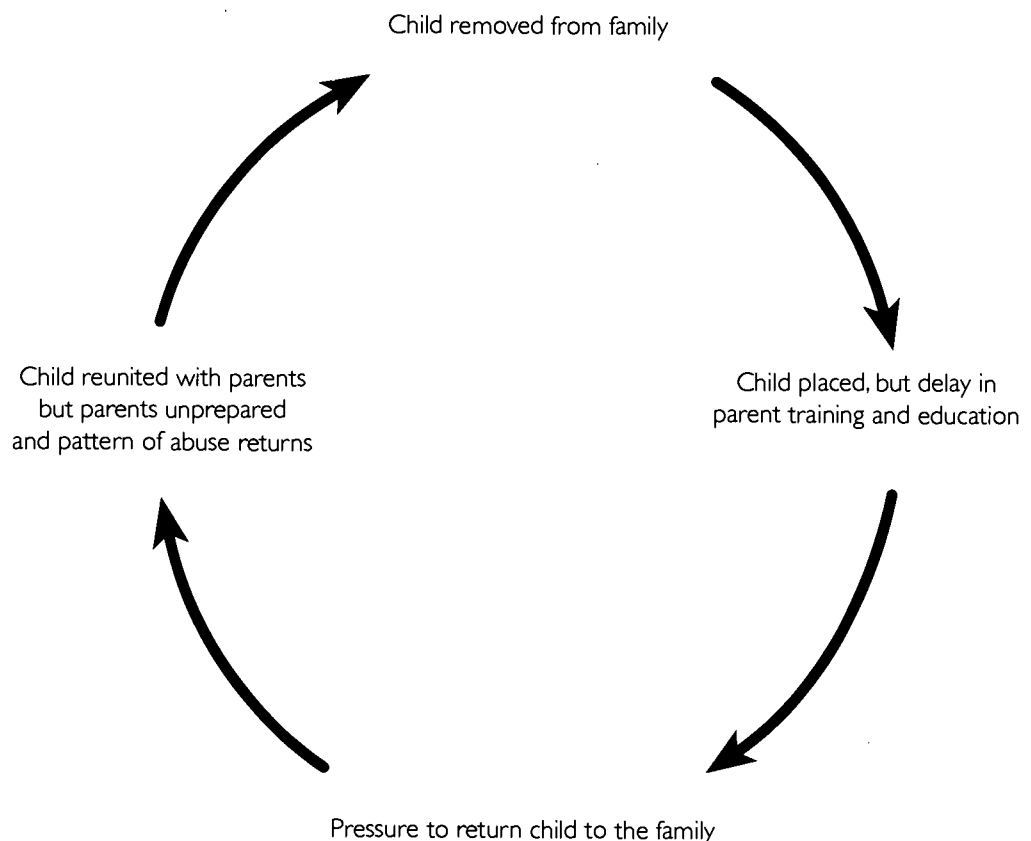 Child removed from family
Child placed, but delay in
parent training and education
Pressure to return child to the family
Child reunited with parents
but parents unprepared
and pattern of abuse returns